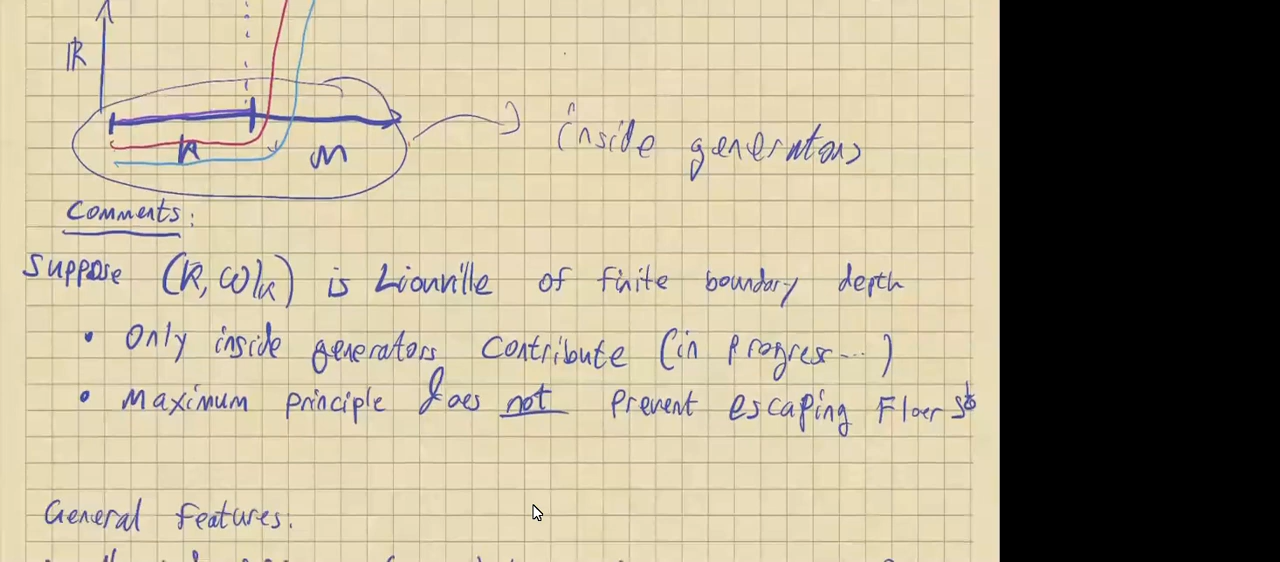 ℝ
inside generators
K
M
Comments:
Suppose (K, ω|K) is Liouville of finite boundary depth
• Only inside generators contribute (in progress...)
• Maximum principle does not prevent escaping Floer
General features.